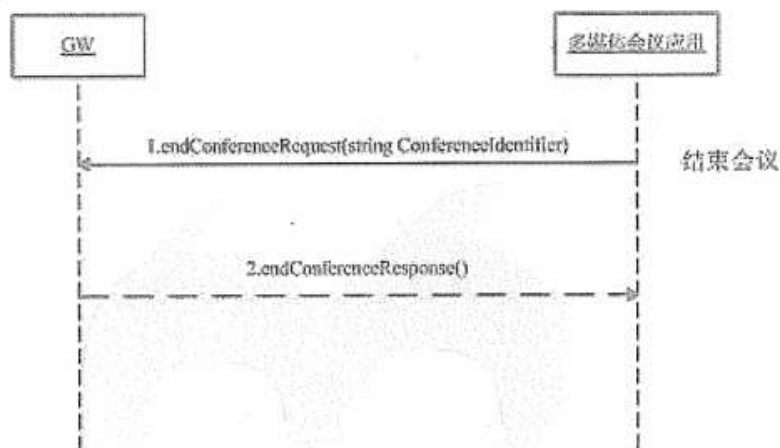 GW
多媒体会议应用
1.endConferenceRequest(string ConferenceIdentifier)
结束会议
2.endConferenceResponse()